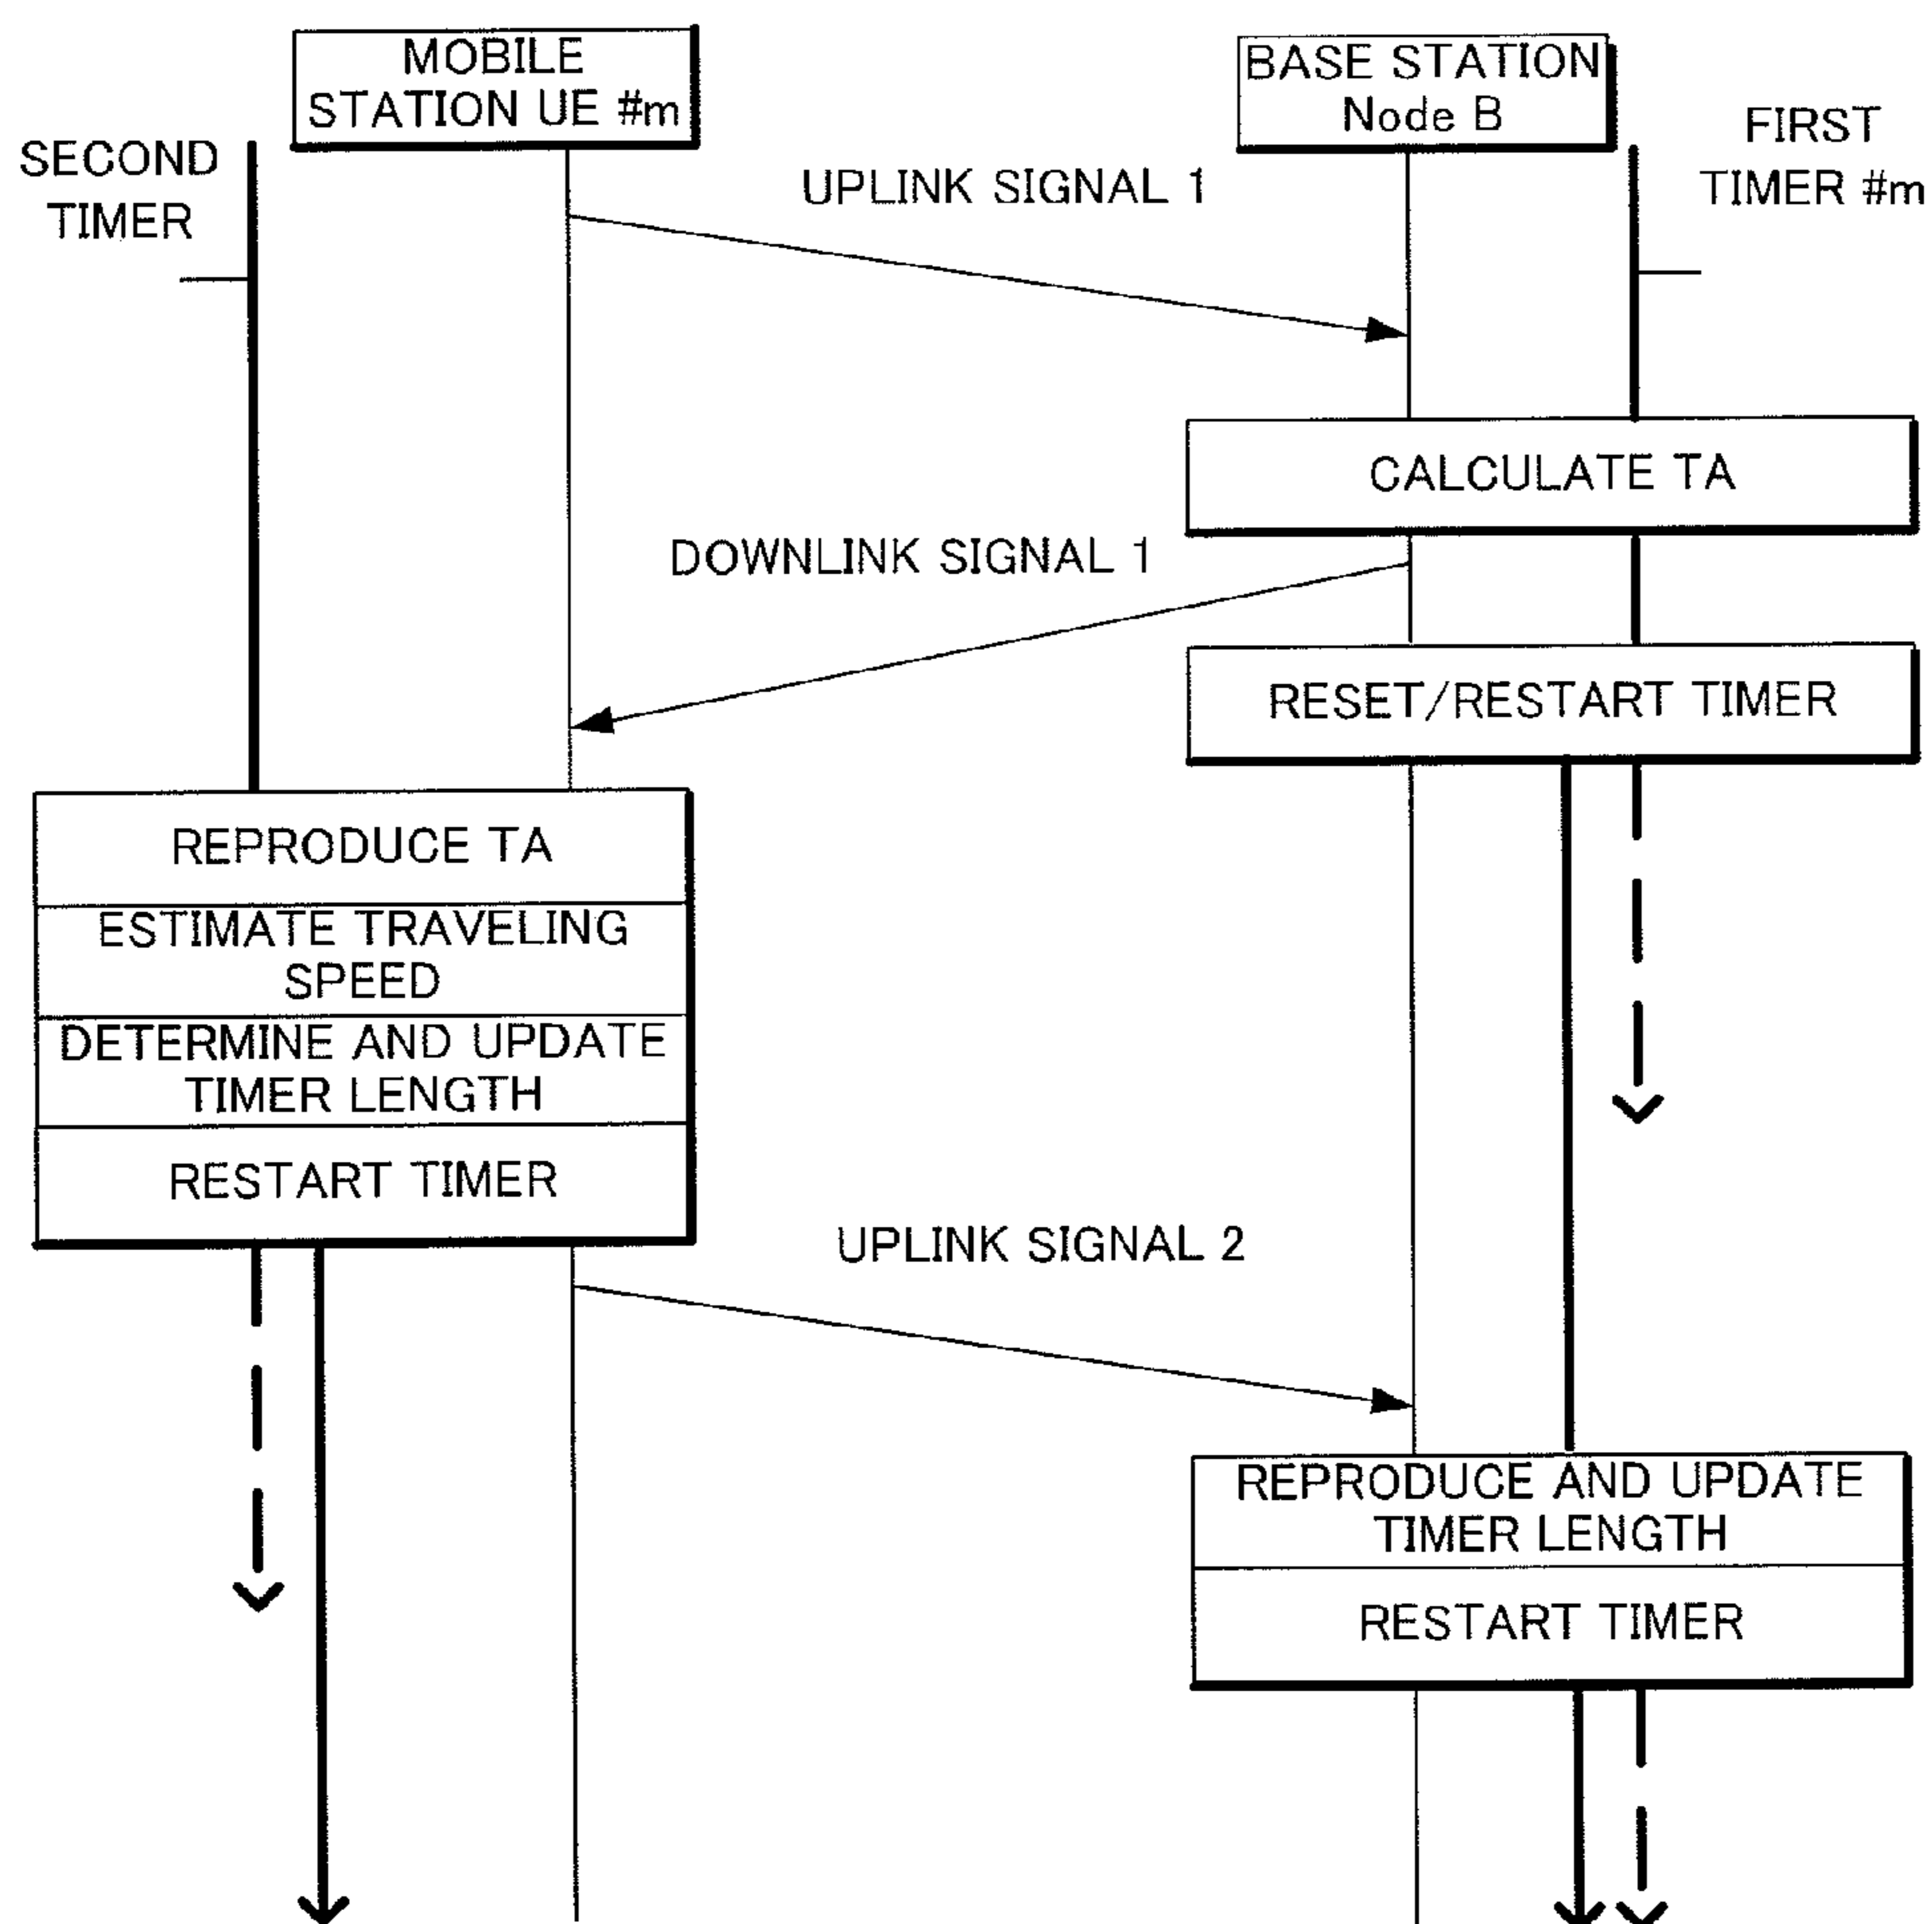 MOBILE
STATION UE #m
BASE STATION
Node B
SECOND
TIMER
FIRST
TIMER #m
UPLINK SIGNAL 1
CALCULATE TA
DOWNLINK SIGNAL 1
RESET/RESTART TIMER
REPRODUCE TA
ESTIMATE TRAVELING
SPEED
DETERMINE AND UPDATE
TIMER LENGTH
RESTART TIMER
UPLINK SIGNAL 2
REPRODUCE AND UPDATE
TIMER LENGTH
RESTART TIMER